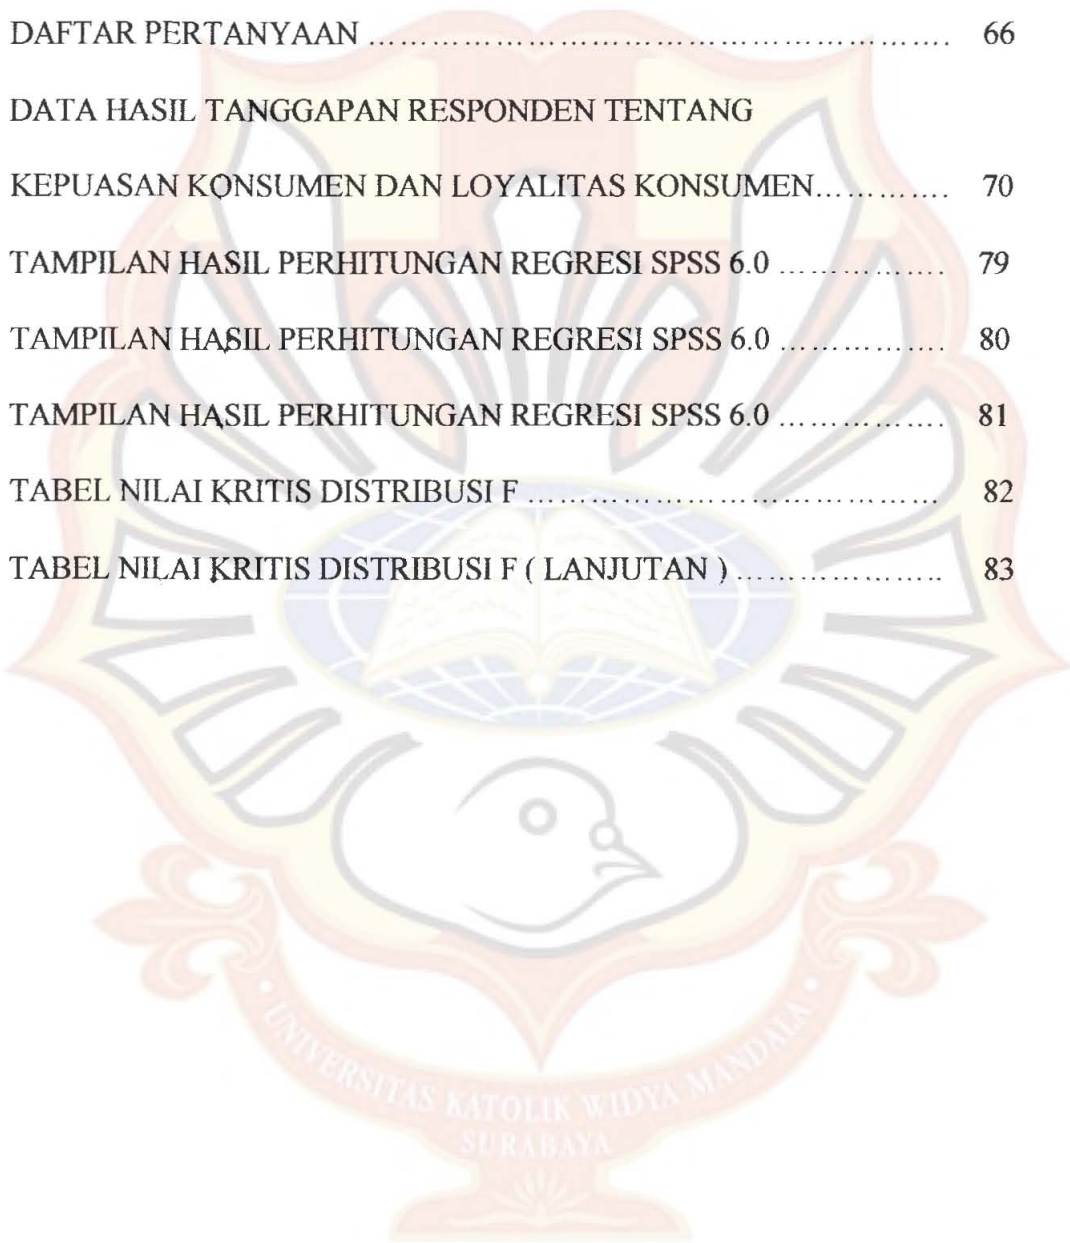 DAFTAR PERTANYAAN ........................................................ 66
DATA HASIL TANGGAPAN RESPONDEN TENTANG
KEPUASAN KONSUMEN DAN LOYALITAS KONSUMEN............. 70
TAMPILAN HASIL PERHITUNGAN REGRESI SPSS 6.0 ................ 79
TAMPILAN HASIL PERHITUNGAN REGRESI SPSS 6.0 ................ 80
TAMPILAN HASIL PERHITUNGAN REGRESI SPSS 6.0 ................ 81
TABEL NILAI KRITIS DISTRIBUSI F ........................................ 82
TABEL NILAI KRITIS DISTRIBUSI F ( LANJUTAN ) .................... 83
UNIVERSITAS KATOLIK WIDYA MANDALA
SURABAYA